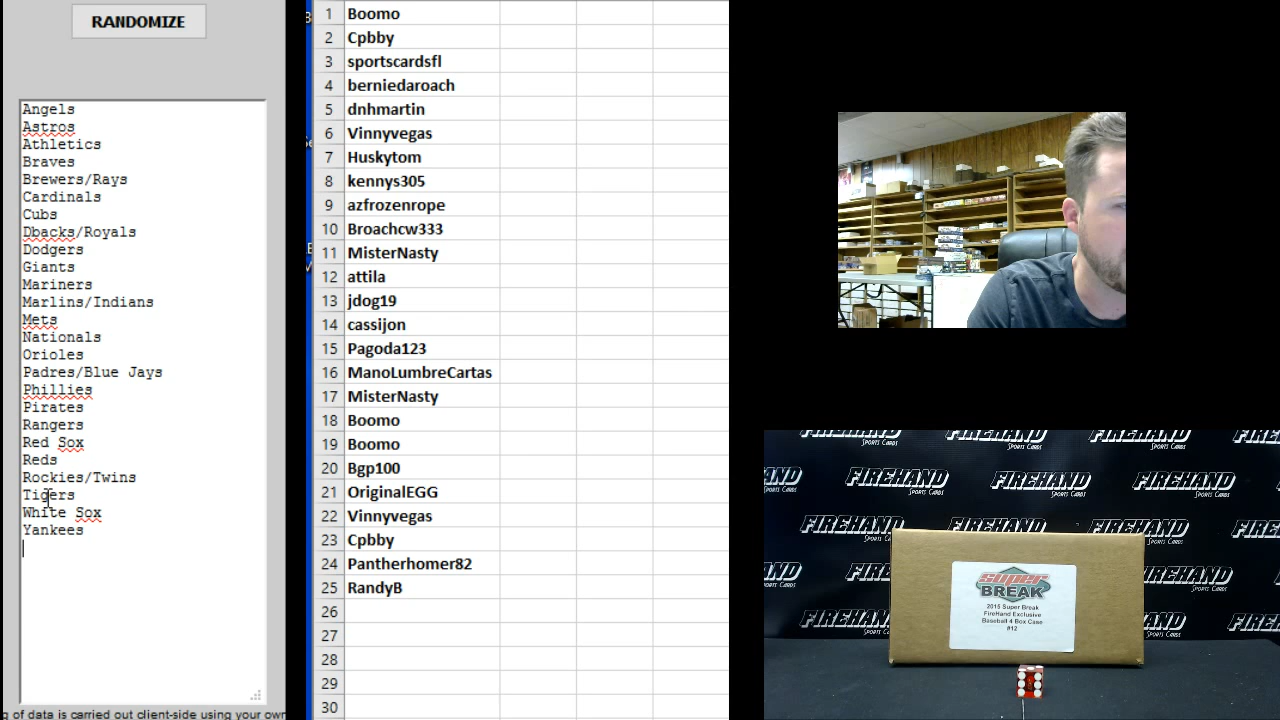 RANDOMIZE
Angels
Astros
Athletics
Braves
Brewers/Rays
Cardinals
Cubs
Dbacks/Royals
Dodgers
Giants
Mariners
Marlins/Indians
Mets
Nationals
Orioles
Padres/Blue Jays
Phillies
Pirates
Rangers
Red Sox
Reds
Rockies/Twins
Tigers
White Sox
Yankees
g of data is carried out client-side using your own
1 Boomo
2 Cpbby
3 sportscardsfl
4 berniedaroach
5 dnhmartin
6 Vinnyvegas
7 Huskytom
8 kennys305
9 azfrozenrope
10 Broachcw333
11 MisterNasty
12 attila
13 jdog19
14 cassijon
15 Pagoda123
16 ManoLumbreCartas
17 MisterNasty
18 Boomo
19 Boomo
20 Bgp100
21 OriginalEGG
22 Vinnyvegas
23 Cpbby
24 Pantherhomer82
25 RandyB
26
27
28
29
30
FIREHAND
SPORTS CARDS
super
BREAK
2015 Super Break
FireHand Exclusive
Baseball 4 Box Case
#12